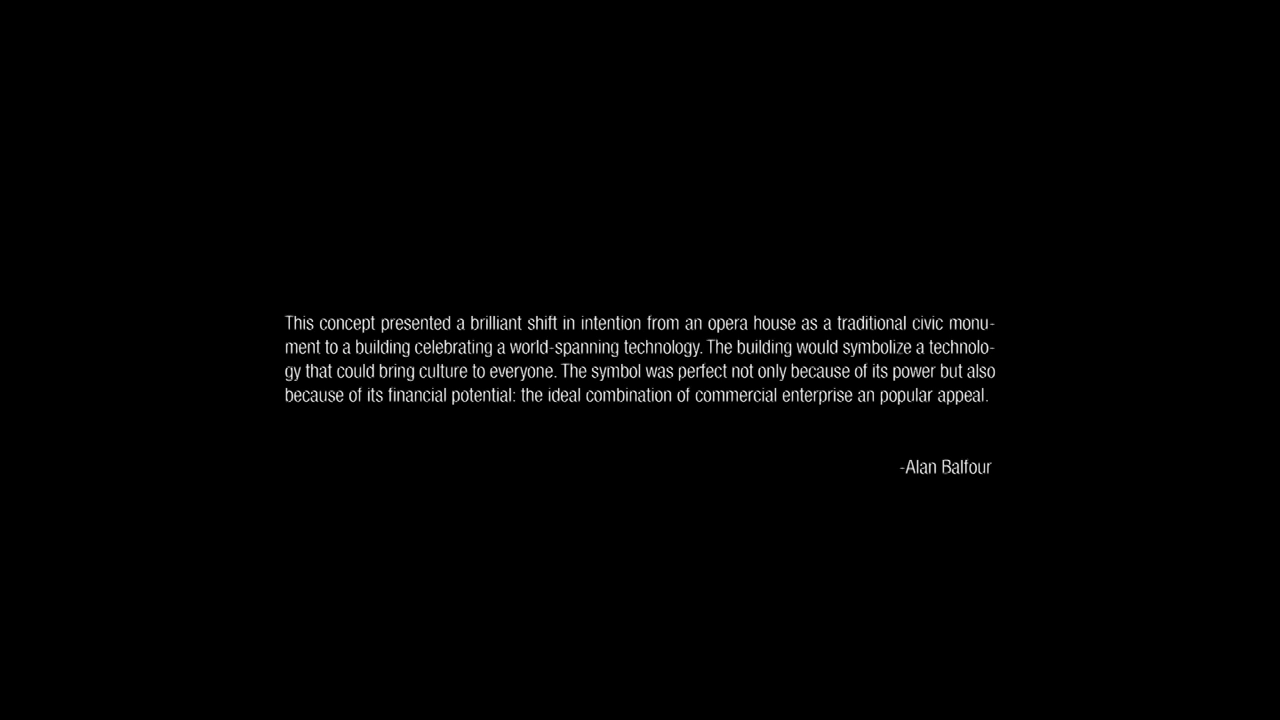 This concept presented a brilliant shift in intention from an opera house as a traditional civic monu-
ment to a building celebrating a world-spanning technology. The building would symbolize a technolo-
gy that could bring culture to everyone. The symbol was perfect not only because of its power but also
because of its financial potential: the ideal combination of commercial enterprise an popular appeal.
-Alan Balfour